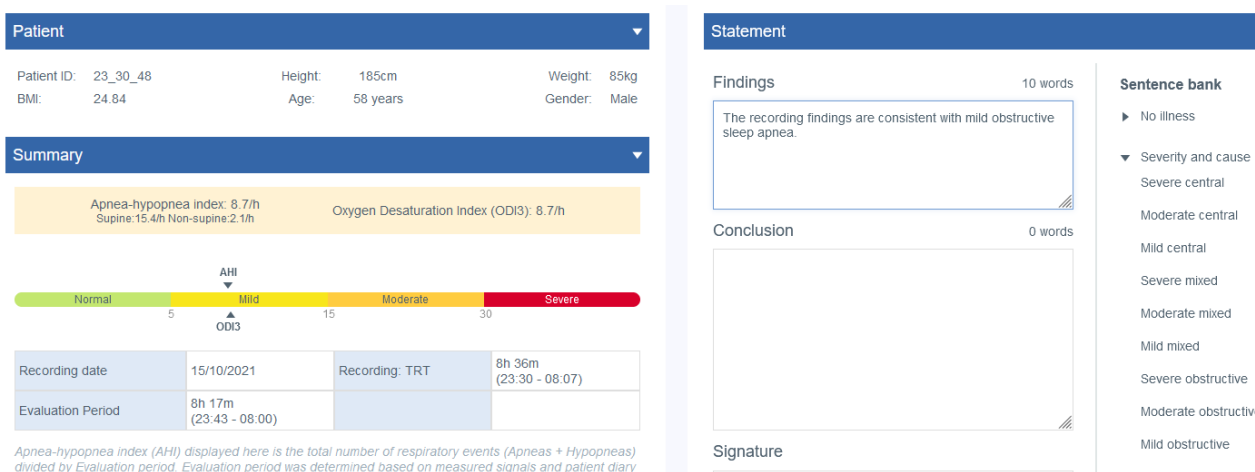 Patient
Patient ID: 23_30_48 Height: 185cm Weight: 85kg
BMI: 24.84 Age: 58 years Gender: Male
Summary
Apnea-hypopnea index: 8.7/h
Supine:15.4/h Non-supine:2.1/h
Oxygen Desaturation Index (ODI3): 8.7/h
AHI
Normal Mild Moderate Severe
5 15 30
ODI3
Recording date 15/10/2021 Recording: TRT 8h 36m
(23:30 - 08:07)
Evaluation Period 8h 17m
(23:43 - 08:00)
Apnea-hypopnea index (AHI) displayed here is the total number of respiratory events (Apneas + Hypopneas)
divided by Evaluation period. Evaluation period was determined based on measured signals and patient diary
Statement
Findings 10 words
The recording findings are consistent with mild obstructive
sleep apnea.
Conclusion 0 words
Signature
Sentence bank
No illness
Severity and cause
Severe central
Moderate central
Mild central
Severe mixed
Moderate mixed
Mild mixed
Severe obstructive
Moderate obstructiv
Mild obstructive